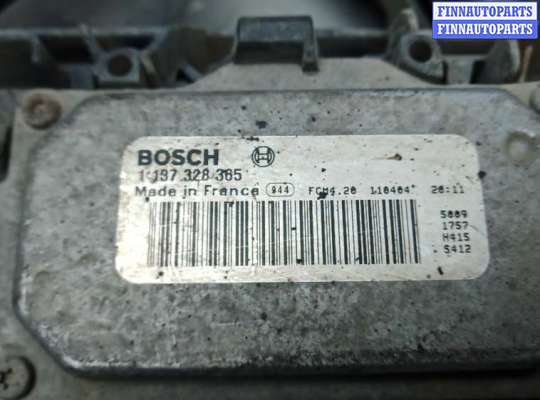 FINNAUTOPARTS
FINNAUTOPARTS
BOSCH
1 137 328 365
Made in France 944 FCM4.20 110404 20:11
5009
1757
H415
S412